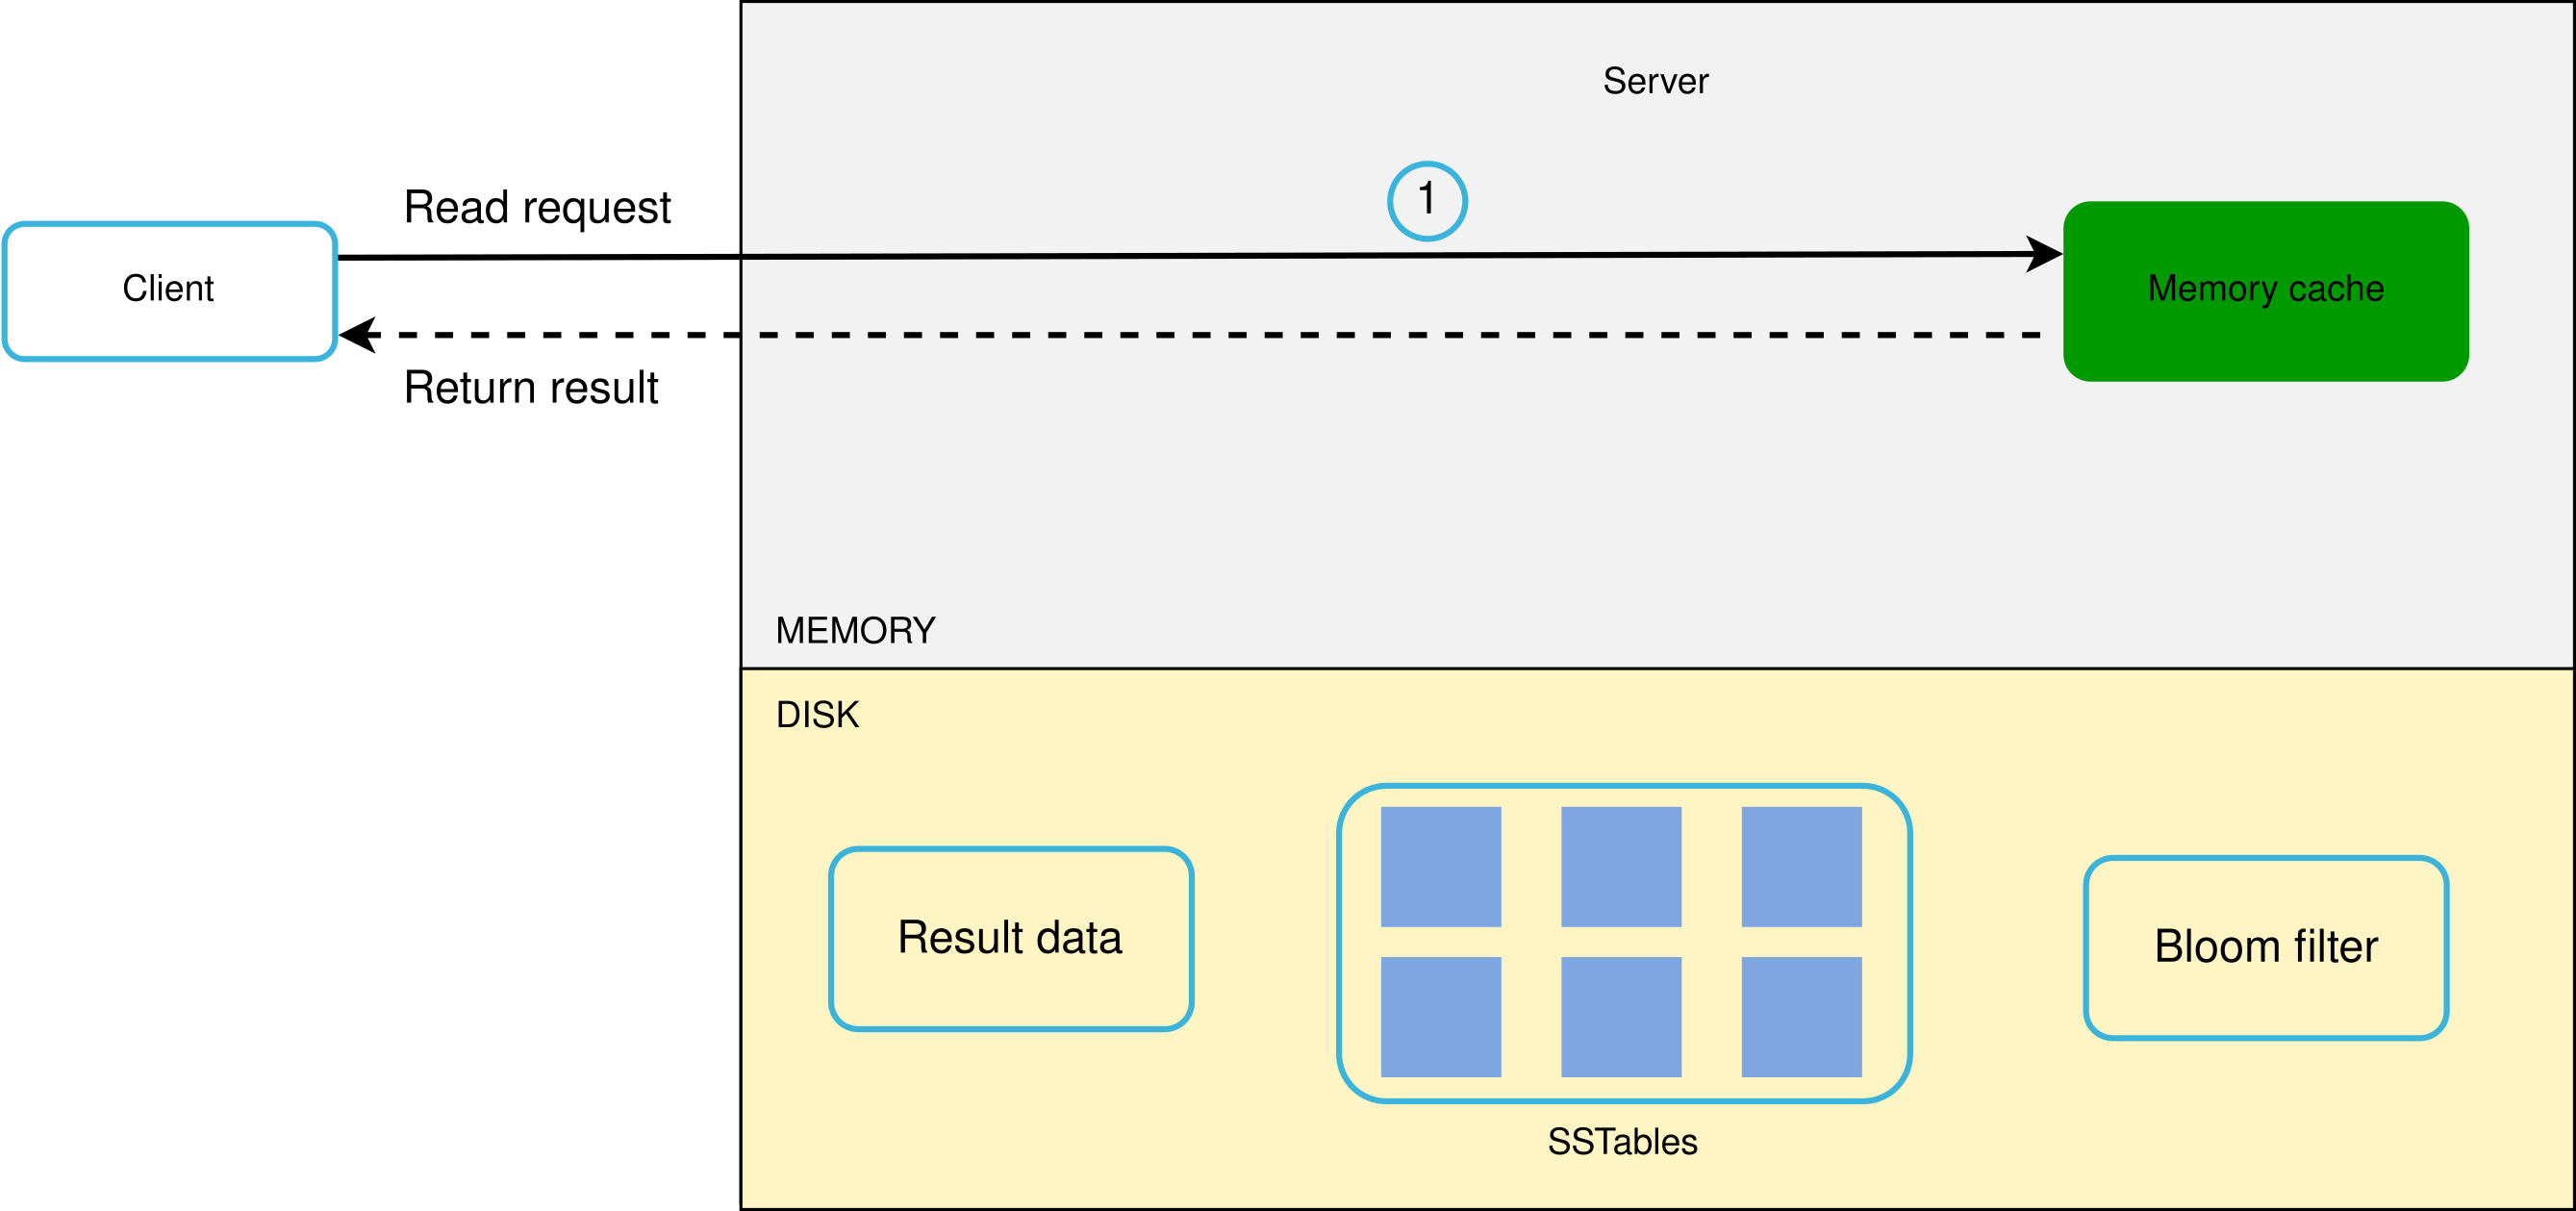 Server
1
Read request
Client
Memory cache
Return result
MEMORY
DISK
Result data
Bloom filter
SSTables